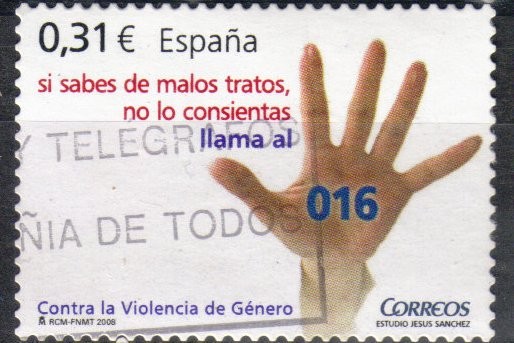 0,31 € España
si sabes de malos tratos,
no lo consientas
Y TELEGRAFOS
llama al
016
ÑIA DE TODOS
Contra la Violencia de Género
CORREOS
RCM-FNMT 2008
ESTUDIO JESUS SANCHEZ